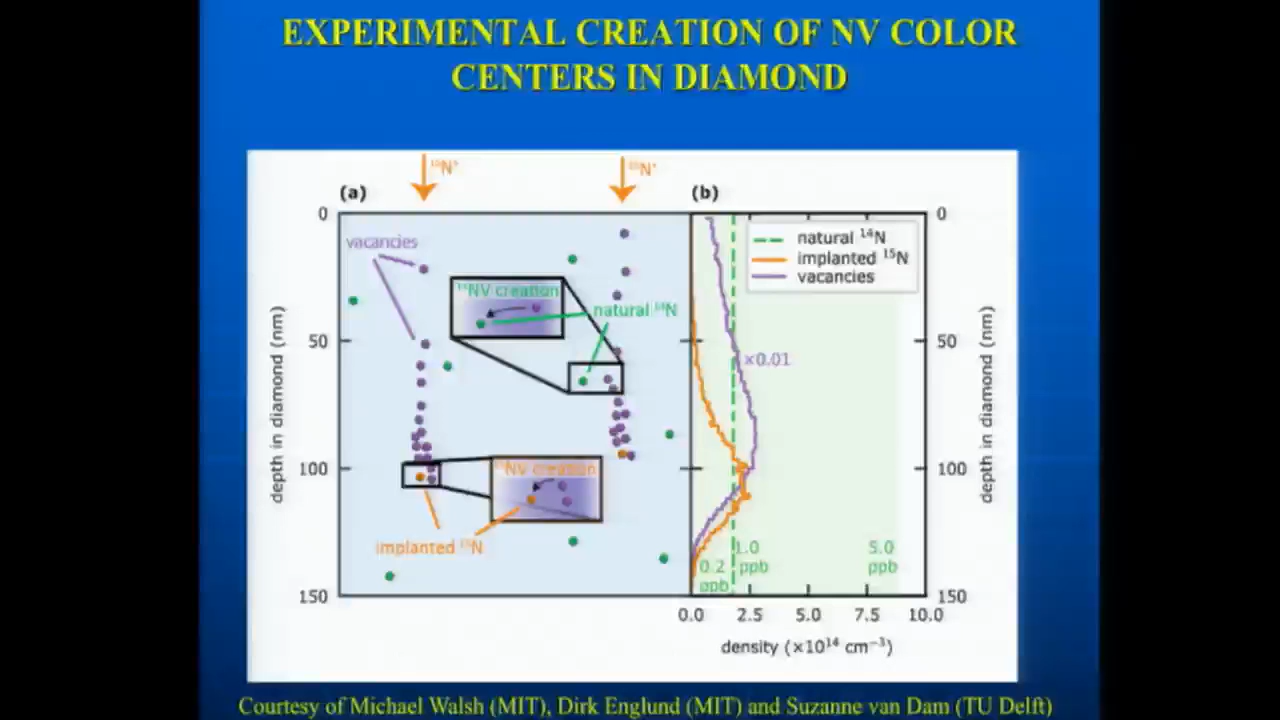 EXPERIMENTAL CREATION OF NV COLOR
CENTERS IN DIAMOND
¹⁵N⁺
¹⁵N⁺
(a)
(b)
0
50
100
150
depth in diamond (nm)
vacancies
¹⁴NV creation
natural ¹⁴N
¹⁵NV creation
implanted ¹⁵N
natural ¹⁴N
implanted ¹⁵N
vacancies
×0.01
0.2
ppb
1.0
ppb
5.0
ppb
0
50
100
150
depth in diamond (nm)
0.0 2.5 5.0 7.5 10.0
density (×10¹⁴ cm⁻³)
Courtesy of Michael Walsh (MIT), Dirk Englund (MIT) and Suzanne van Dam (TU Delft)